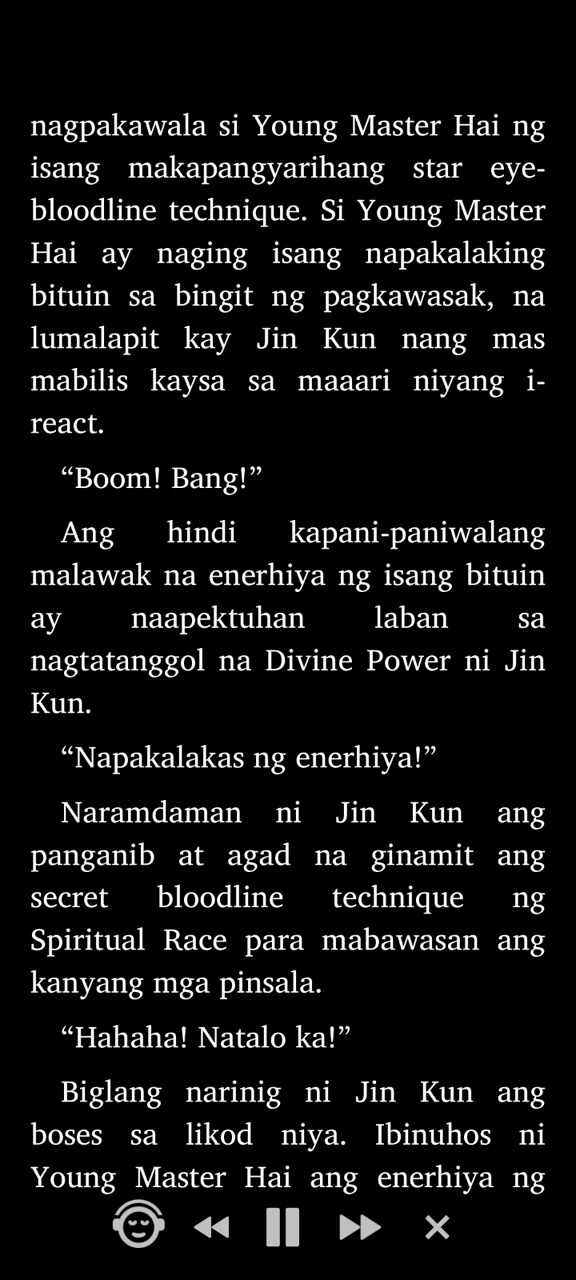 nagpakawala si Young Master Hai ng
isang makapangyarihang star eye-
bloodline technique. Si Young Master
Hai ay naging isang napakalaking
bituin sa bingit ng pagkawasak, na
lumalapit kay Jin Kun nang mas
mabilis kaysa sa maaari niyang i-
react.
“Boom! Bang!”
Ang hindi kapani-paniwalang
malawak na enerhiya ng isang bituin
ay naapektuhan laban sa
nagtatanggol na Divine Power ni Jin
Kun.
“Napakalakas ng enerhiya!”
Naramdaman ni Jin Kun ang
panganib at agad na ginamit ang
secret bloodline technique ng
Spiritual Race para mabawasan ang
kanyang mga pinsala.
“Hahaha! Natalo ka!”
Biglang narinig ni Jin Kun ang
boses sa likod niya. Ibinuhos ni
Young Master Hai ang enerhiya ng